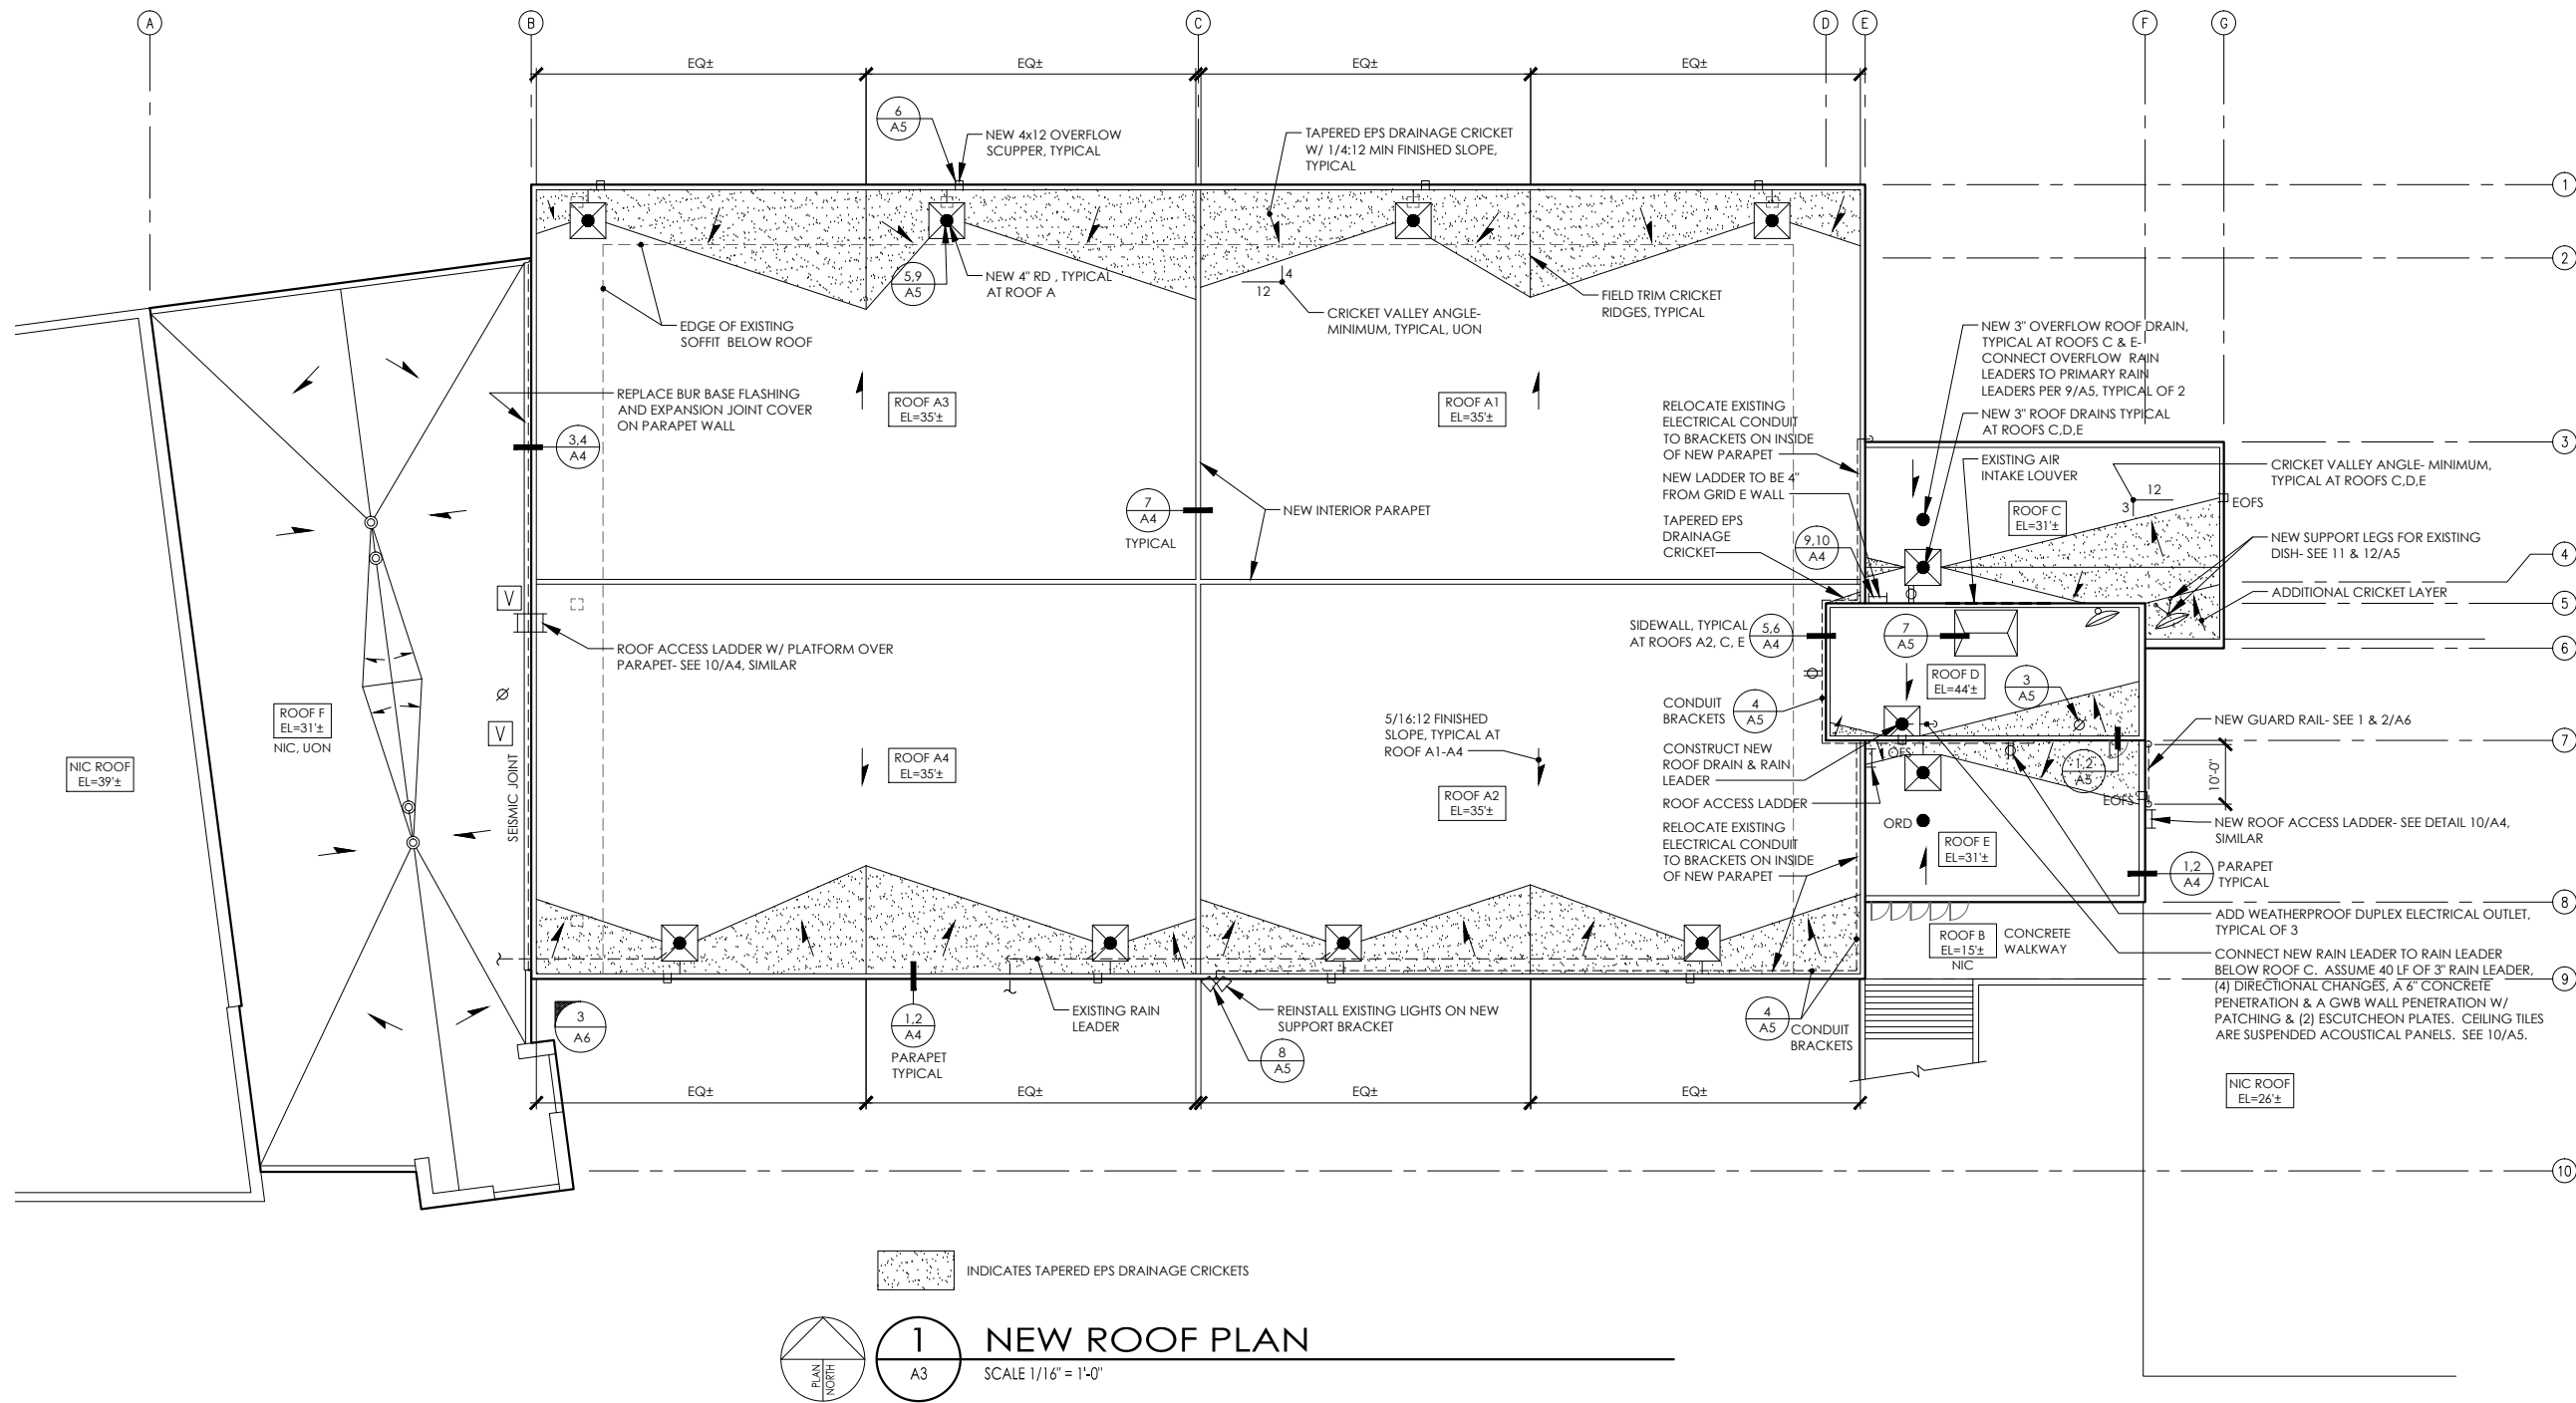 A
B
C
D
E
F
G
EQ±
EQ±
EQ±
EQ±
6
A5
NEW 4x12 OVERFLOW
SCUPPER, TYPICAL
TAPERED EPS DRAINAGE CRICKET
W/ 1/4:12 MIN FINISHED SLOPE,
TYPICAL
1
2
5,9
A5
NEW 4" RD , TYPICAL
AT ROOF A
4
12
CRICKET VALLEY ANGLE-
MINIMUM, TYPICAL, UON
FIELD TRIM CRICKET
RIDGES, TYPICAL
EDGE OF EXISTING
SOFFIT BELOW ROOF
NEW 3" OVERFLOW ROOF DRAIN,
TYPICAL AT ROOFS C & E-
CONNECT OVERFLOW RAIN
LEADERS TO PRIMARY RAIN
LEADERS PER 9/A5, TYPICAL OF 2
NEW 3" ROOF DRAINS TYPICAL
AT ROOFS C,D,E
REPLACE BUR BASE FLASHING
AND EXPANSION JOINT COVER
ON PARAPET WALL
3,4
A4
ROOF A3
EL=35'±
ROOF A1
EL=35'±
RELOCATE EXISTING
ELECTRICAL CONDUIT
TO BRACKETS ON INSIDE
OF NEW PARAPET
NEW LADDER TO BE 4"
FROM GRID E WALL
TAPERED EPS
DRAINAGE
CRICKET
9,10
A4
7
A4
TYPICAL
NEW INTERIOR PARAPET
EXISTING AIR
INTAKE LOUVER
3
CRICKET VALLEY ANGLE- MINIMUM,
TYPICAL AT ROOFS C,D,E
12
3
EOFS
ROOF C
EL=31'±
NEW SUPPORT LEGS FOR EXISTING
DISH- SEE 11 & 12/A5
4
ADDITIONAL CRICKET LAYER
5
6
V
ROOF ACCESS LADDER W/ PLATFORM OVER
PARAPET- SEE 10/A4, SIMILAR
SIDEWALL, TYPICAL
AT ROOFS A2, C, E
5,6
A4
7
A5
ROOF D
EL=44'±
3
A5
CONDUIT
BRACKETS
4
A5
V
SEISMIC JOINT
ROOF F
EL=31'±
NIC, UON
NIC ROOF
EL=39'±
ROOF A4
EL=35'±
5/16:12 FINISHED
SLOPE, TYPICAL AT
ROOF A1-A4
ROOF A2
EL=35'±
CONSTRUCT NEW
ROOF DRAIN & RAIN
LEADER
ROOF ACCESS LADDER
RELOCATE EXISTING
ELECTRICAL CONDUIT
TO BRACKETS ON INSIDE
OF NEW PARAPET
OFS
1,2
A5
EOFS
10'-0"
NEW GUARD RAIL- SEE 1 & 2/A6
7
NEW ROOF ACCESS LADDER- SEE DETAIL 10/A4,
SIMILAR
ORD
ROOF E
EL=31'±
1,2
A4
PARAPET
TYPICAL
8
ADD WEATHERPROOF DUPLEX ELECTRICAL OUTLET,
TYPICAL OF 3
ROOF B
EL=15'±
NIC
CONCRETE
WALKWAY
CONNECT NEW RAIN LEADER TO RAIN LEADER
BELOW ROOF C. ASSUME 40 LF OF 3" RAIN LEADER,
(4) DIRECTIONAL CHANGES, A 6" CONCRETE
PENETRATION & A GWB WALL PENETRATION W/
PATCHING & (2) ESCUTCHEON PLATES. CEILING TILES
ARE SUSPENDED ACOUSTICAL PANELS. SEE 10/A5.
9
3
A6
1,2
A4
PARAPET
TYPICAL
EXISTING RAIN
LEADER
REINSTALL EXISTING LIGHTS ON NEW
SUPPORT BRACKET
8
A5
4
A5
CONDUIT
BRACKETS
EQ±
EQ±
EQ±
EQ±
NIC ROOF
EL=26'±
10
INDICATES TAPERED EPS DRAINAGE CRICKETS
PLAN
NORTH
1
A3
NEW ROOF PLAN
SCALE 1/16" = 1'-0"